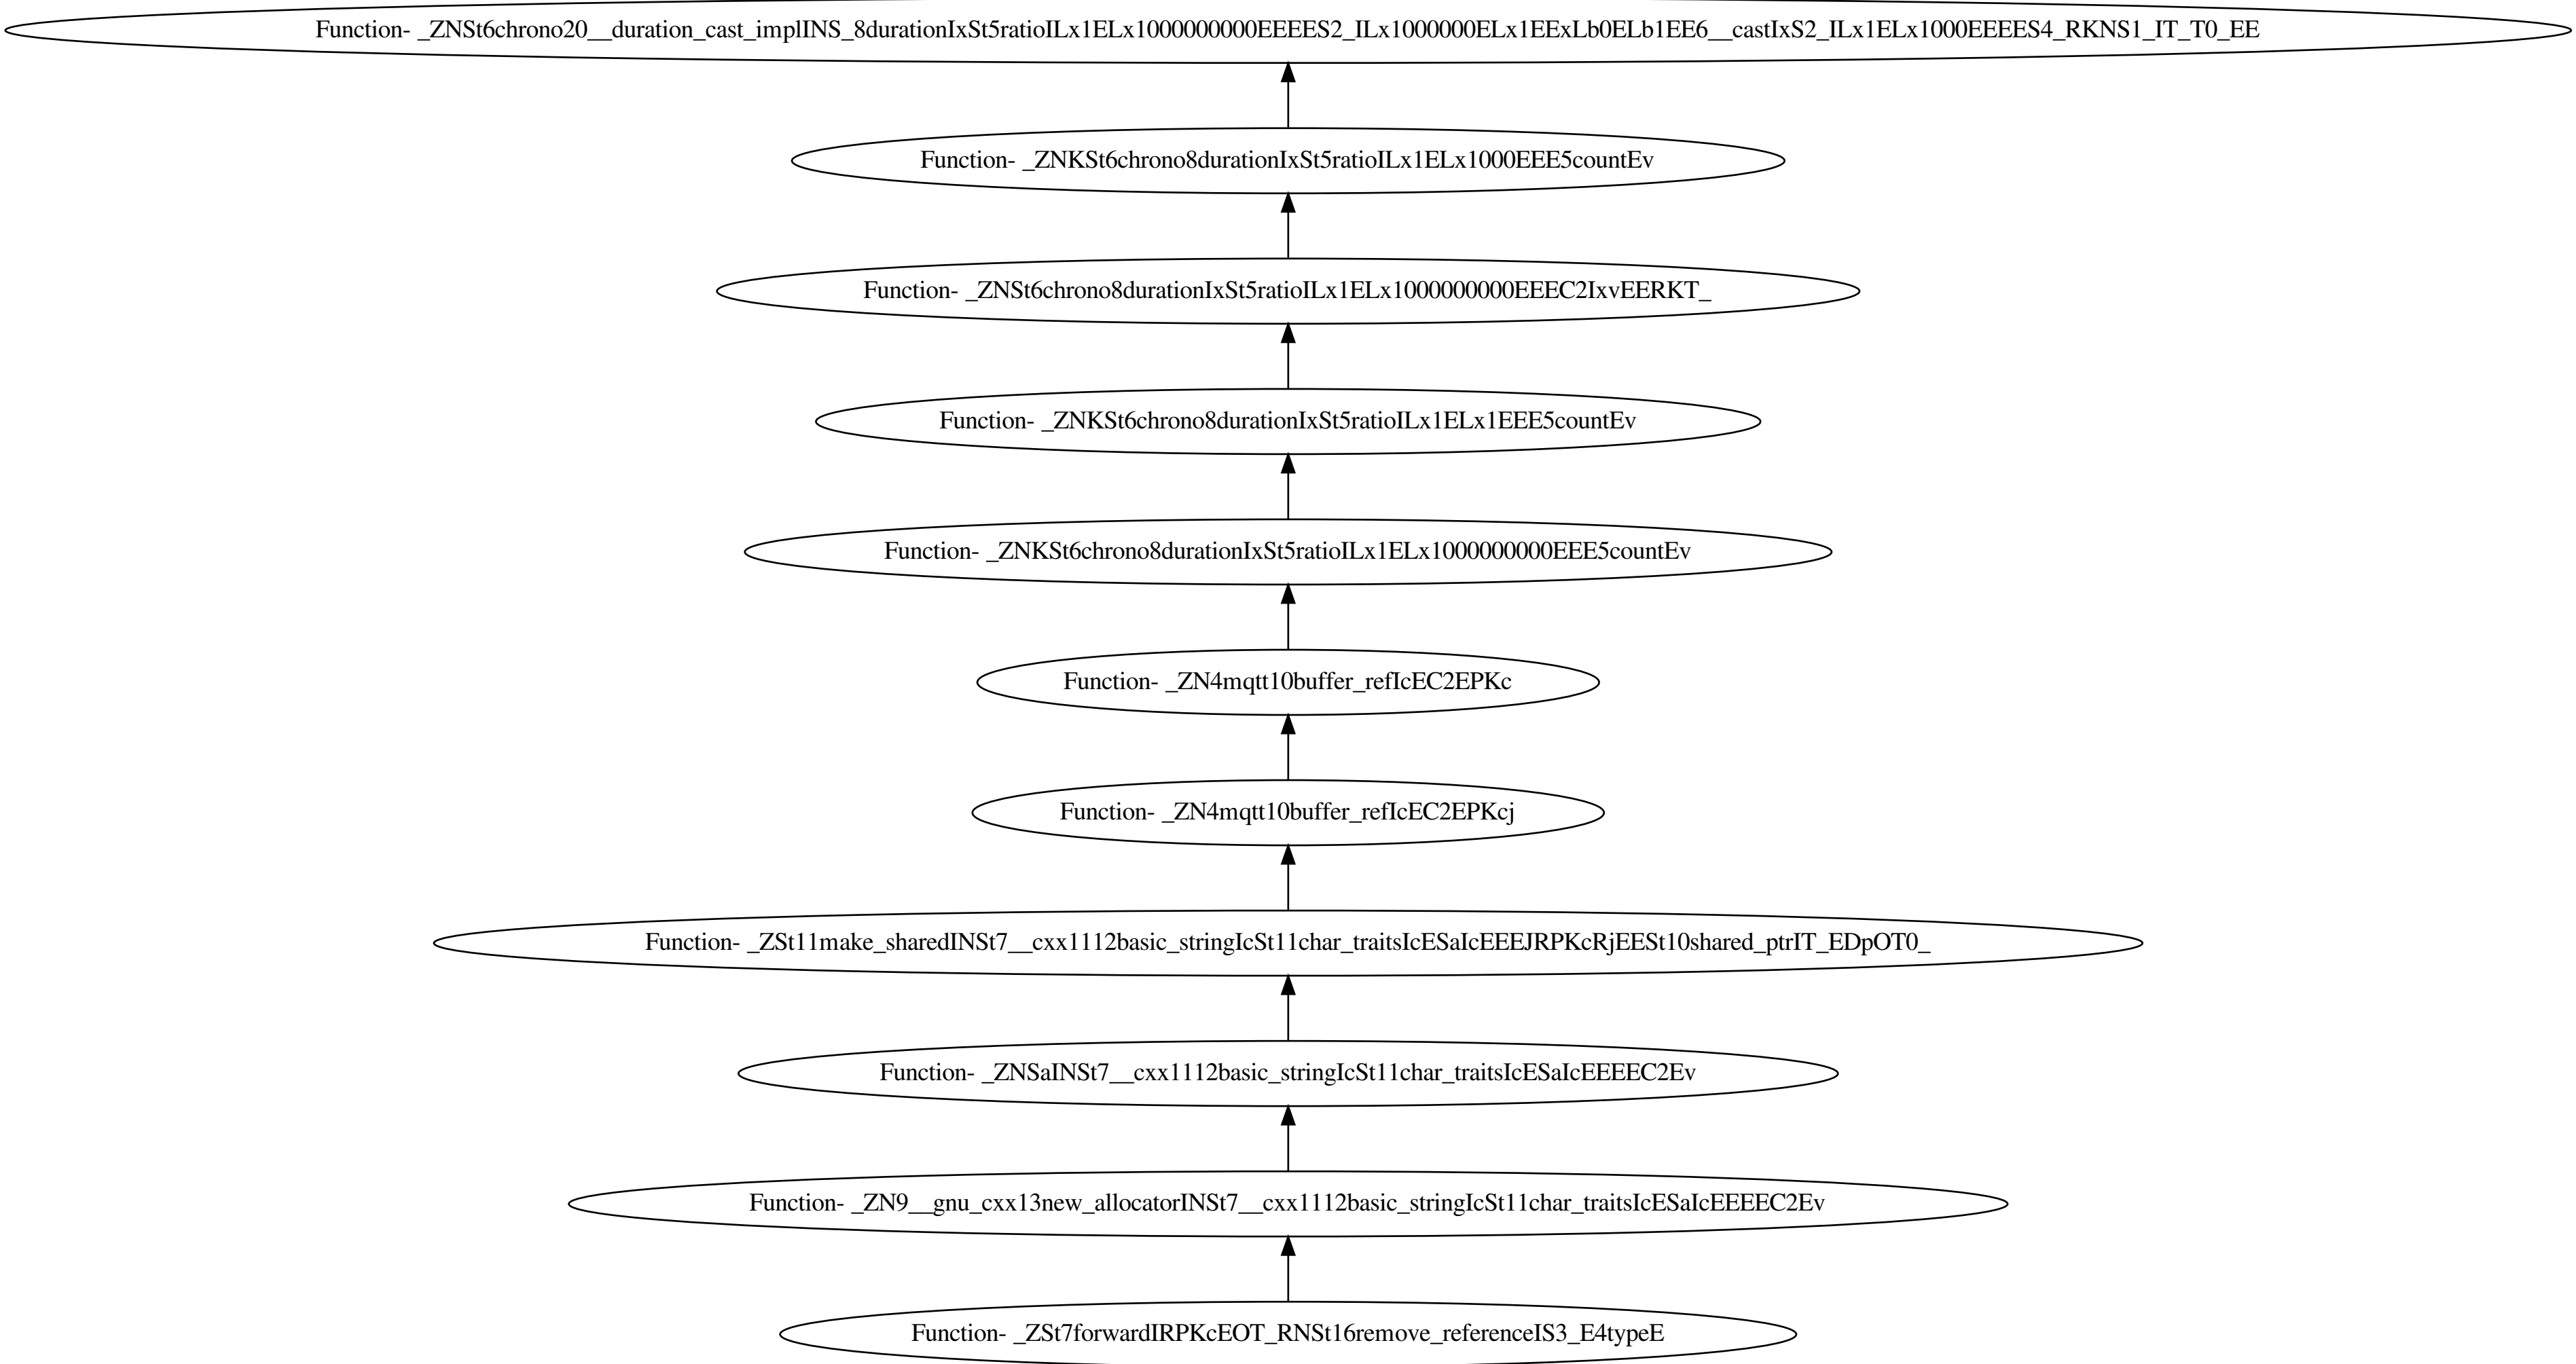 Function- _ZNSt6chrono20__duration_cast_implINS_8durationIxSt5ratioILx1ELx1000000000EEEES2_ILx1000000ELx1EExLb0ELb1EE6__castIxS2_ILx1ELx1000EEEES4_RKNS1_IT_T0_EE
Function- _ZNKSt6chrono8durationIxSt5ratioILx1ELx1000EEE5countEv
Function- _ZNSt6chrono8durationIxSt5ratioILx1ELx1000000000EEEC2IxvEERKT_
Function- _ZNKSt6chrono8durationIxSt5ratioILx1ELx1EEE5countEv
Function- _ZNKSt6chrono8durationIxSt5ratioILx1ELx1000000000EEE5countEv
Function- _ZN4mqtt10buffer_refIcEC2EPKc
Function- _ZN4mqtt10buffer_refIcEC2EPKcj
Function- _ZSt11make_sharedINSt7__cxx1112basic_stringIcSt11char_traitsIcESaIcEEEJRPKcRjEESt10shared_ptrIT_EDpOT0_
Function- _ZNSaINSt7__cxx1112basic_stringIcSt11char_traitsIcESaIcEEEEC2Ev
Function- _ZN9__gnu_cxx13new_allocatorINSt7__cxx1112basic_stringIcSt11char_traitsIcESaIcEEEEC2Ev
Function- _ZSt7forwardIRPKcEOT_RNSt16remove_referenceIS3_E4typeE